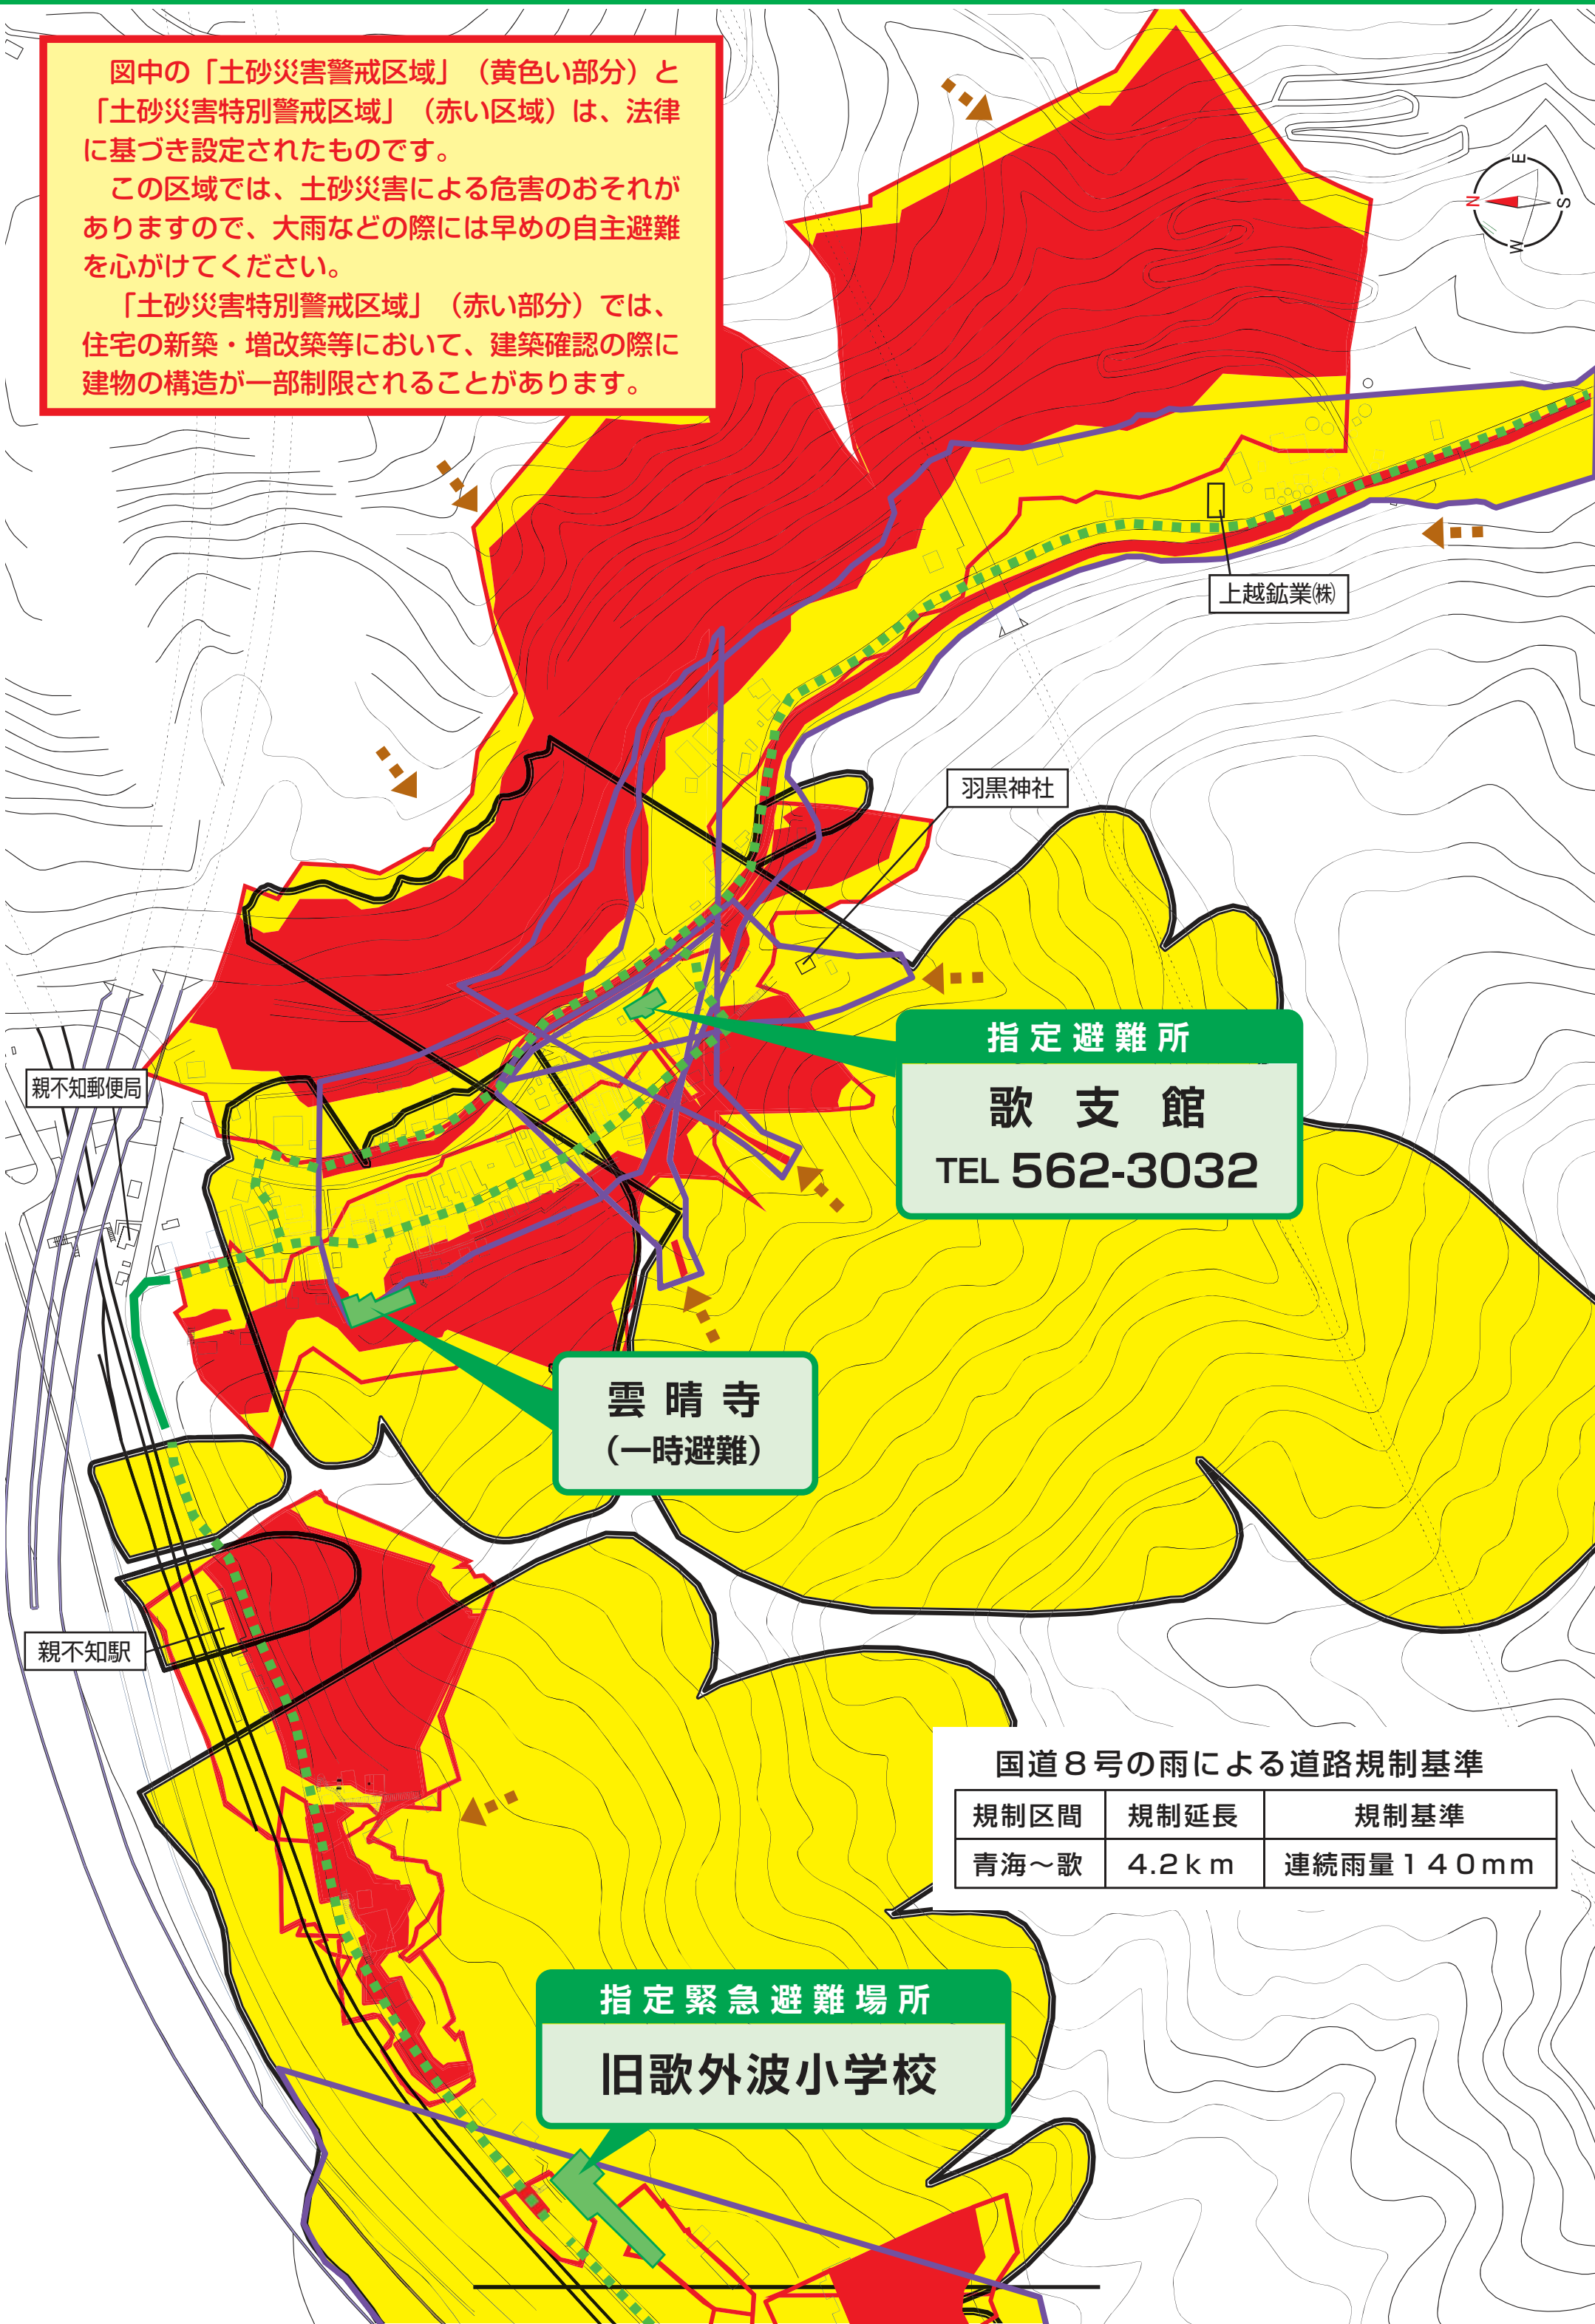 図中の「土砂災害警戒区域」（黄色い部分）と
「土砂災害特別警戒区域」（赤い区域）は、法律
に基づき設定されたものです。
この区域では、土砂災害による危害のおそれが
ありますので、大雨などの際には早めの自主避難
を心がけてください。
「土砂災害特別警戒区域」（赤い部分）では、
住宅の新築・増改築等において、建築確認の際に
建物の構造が一部制限されることがあります。
E
N
S
W
上越鉱業㈱
羽黒神社
指定避難所
歌支館
TEL 562-3032
親不知郵便局
雲晴寺
（一時避難）
親不知駅
国道８号の雨による道路規制基準
規制区間 規制延長 規制基準
青海～歌 4.2ｋｍ 連続雨量１４０mm
指定緊急避難場所
旧歌外波小学校